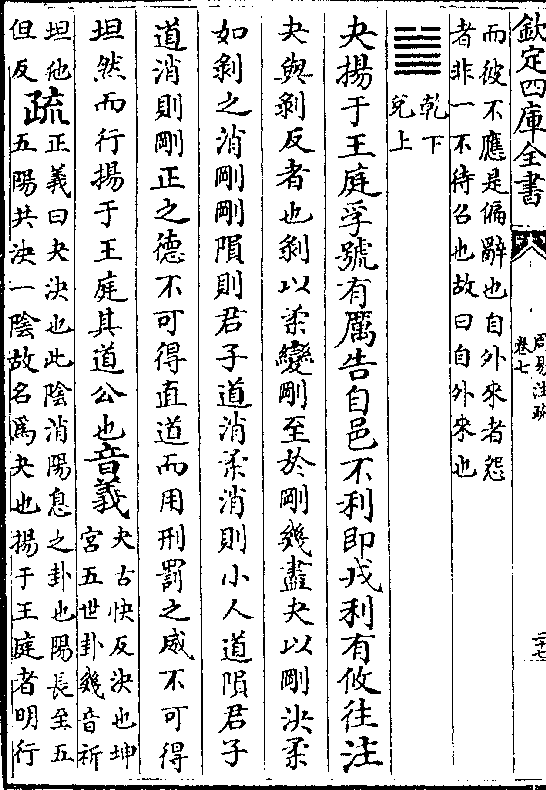 欽定四庫全書
周易注疏
卷七
二十七
而彼不應是偏辭也自外來者怨
者非一不待召也故曰自外來也
䷪
乾下
兌上
夬揚于王庭孚號有厲告自邑不利即戎利有攸往注
夬與剝反者也剝以柔變剛至於剛幾盡夬以剛決柔
如剝之消剛剛隕則君子道消柔消則小人道隕君子
道消則剛正之德不可得直道而用刑罰之威不可得
坦然而行揚于王庭其道公也音義
夬古快反決也坤
宮五世卦幾音祈
坦他
但反
疏
正義曰夬決也此陰消陽息之卦也陽長至五
五陽共決一陰故名爲夬也揚于王庭者明行